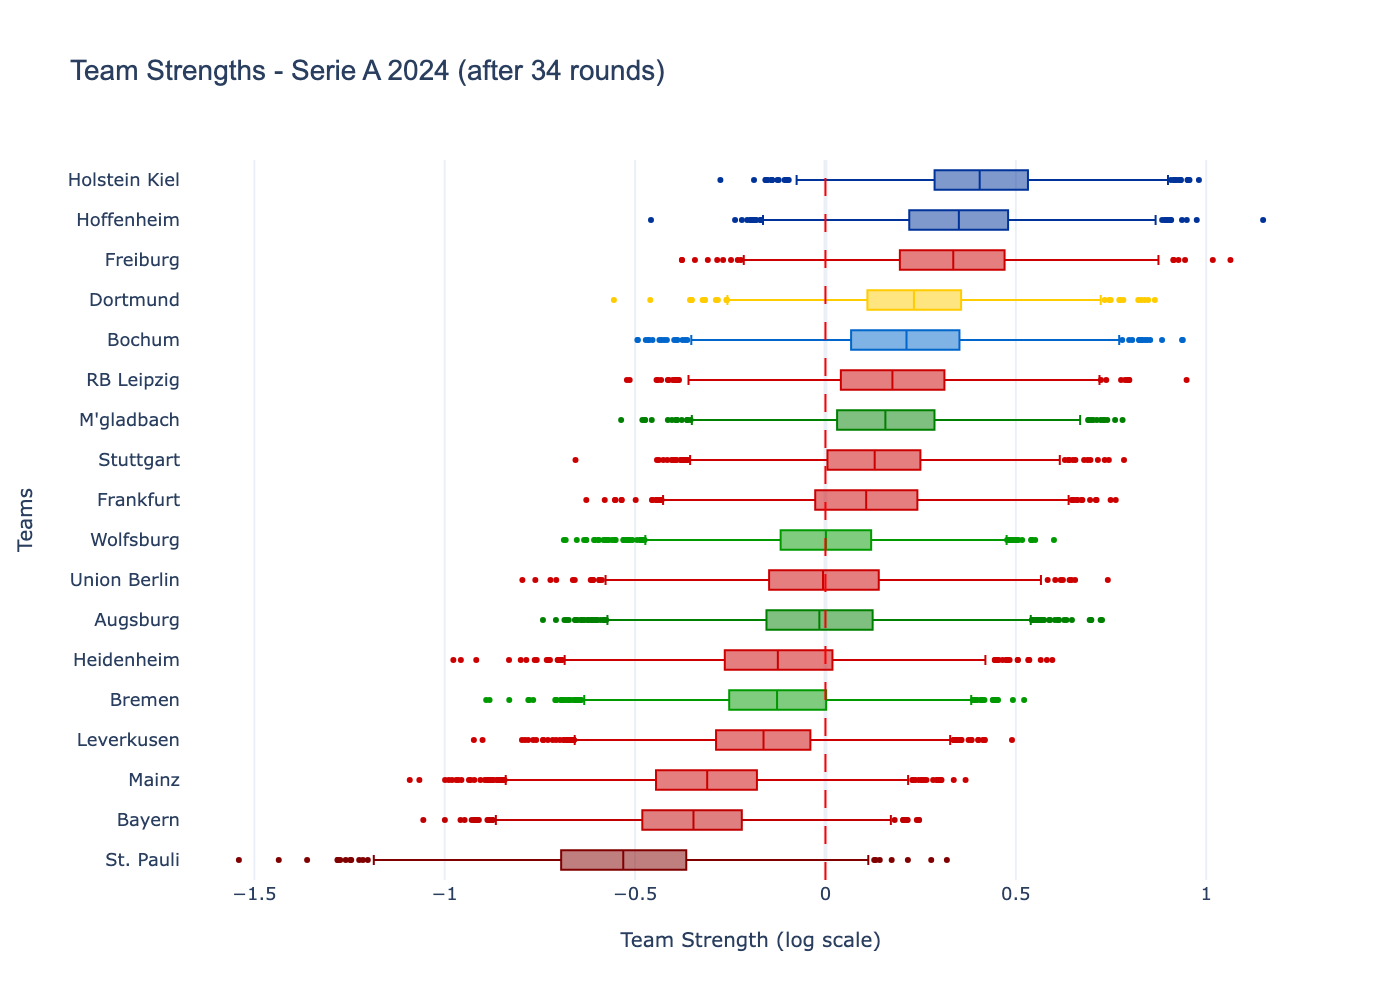 Team Strengths - Serie A 2024 (after 34 rounds)
Holstein Kiel
Hoffenheim
Freiburg
Dortmund
Bochum
RB Leipzig
M'gladbach
Stuttgart
Frankfurt
Wolfsburg
Union Berlin
Augsburg
Heidenheim
Bremen
Leverkusen
Mainz
Bayern
St. Pauli
Teams
−1.5 −1 −0.5 0 0.5 1
Team Strength (log scale)